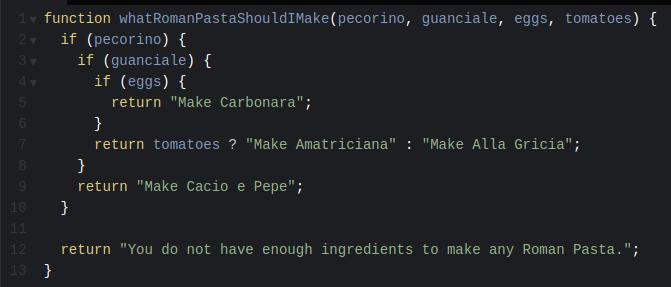 1 function whatRomanPastaShouldIMake(pecorino, guanciale, eggs, tomatoes) {
2   if (pecorino) {
3     if (guanciale) {
4       if (eggs) {
5         return "Make Carbonara";
6       }
7       return tomatoes ? "Make Amatriciana" : "Make Alla Gricia";
8     }
9     return "Make Cacio e Pepe";
10   }
11
12   return "You do not have enough ingredients to make any Roman Pasta.";
13 }